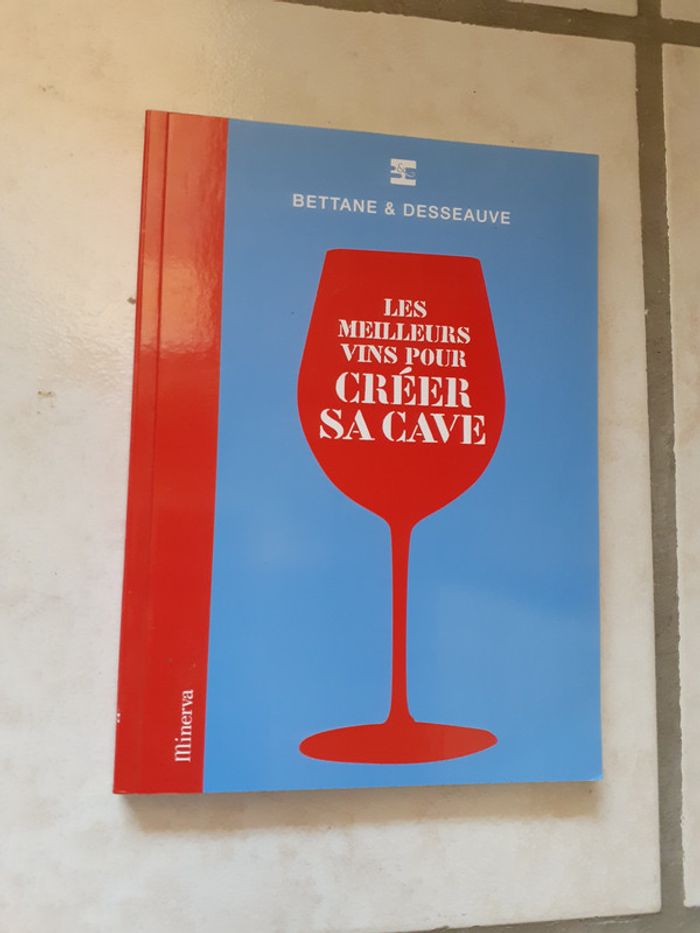 BETTANE & DESSEAUVE
LES
MEILLEURS
VINS POUR
CRÉER
SA CAVE
Minerva